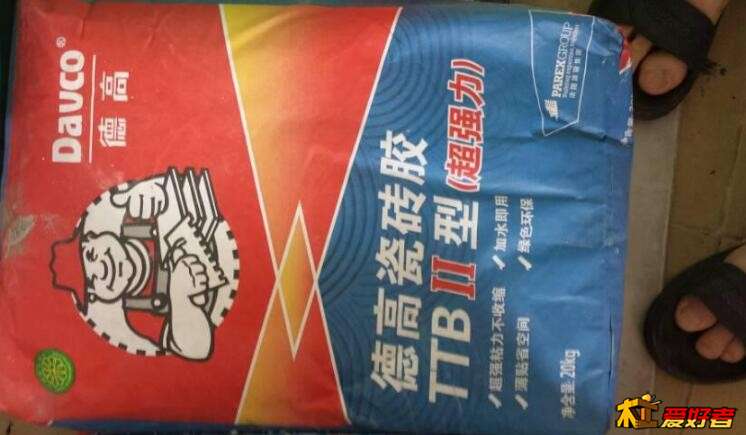 Davco®
德高
PAREXGROUP
德高瓷砖胶
TTB II 型(超强力)
✓超强粘力不收缩 ✓加水即用
✓薄贴省空间 ✓绿色环保
净含量:20kg
杠上爱好者